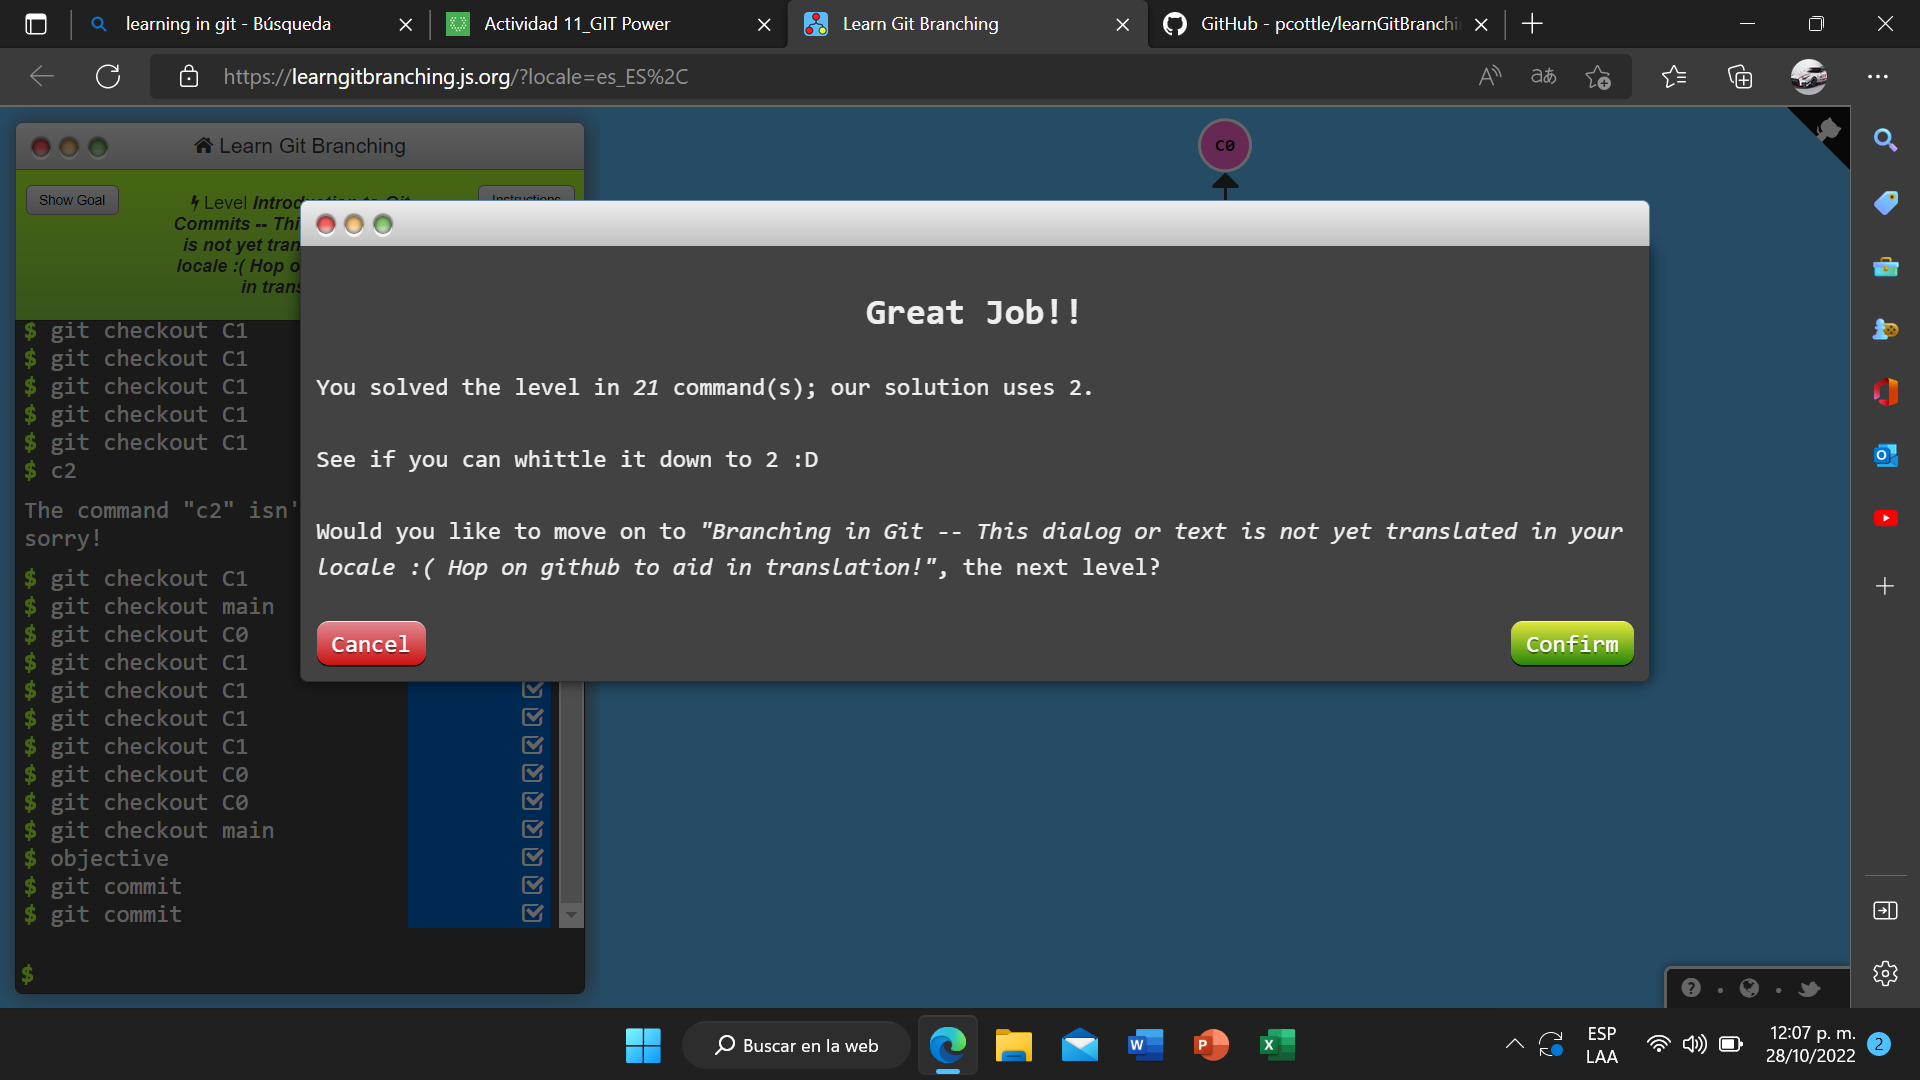 learning in git - Búsqueda
Actividad 11_GIT Power
Learn Git Branching
GitHub - pcottle/learnGitBranchi
https://learngitbranching.js.org/?locale=es_ES%2C
Learn Git Branching
Show Goal
Level Introduction to Git
Commits -- Thi
is not yet tran
locale :( Hop o
in trans
Instructions
C0
$ git checkout C1
$ git checkout C1
$ git checkout C1
$ git checkout C1
$ git checkout C1
$ c2
The command "c2" isn'
sorry!
$ git checkout C1
$ git checkout main
$ git checkout C0
$ git checkout C1
$ git checkout C1
$ git checkout C1
$ git checkout C1
$ git checkout C0
$ git checkout C0
$ git checkout main
$ objective
$ git commit
$ git commit
$
Great Job!!
You solved the level in 21 command(s); our solution uses 2.
See if you can whittle it down to 2 :D
Would you like to move on to "Branching in Git -- This dialog or text is not yet translated in your
locale :( Hop on github to aid in translation!", the next level?
Cancel
Confirm
Buscar en la web
ESP
LAA
12:07 p. m.
28/10/2022
2